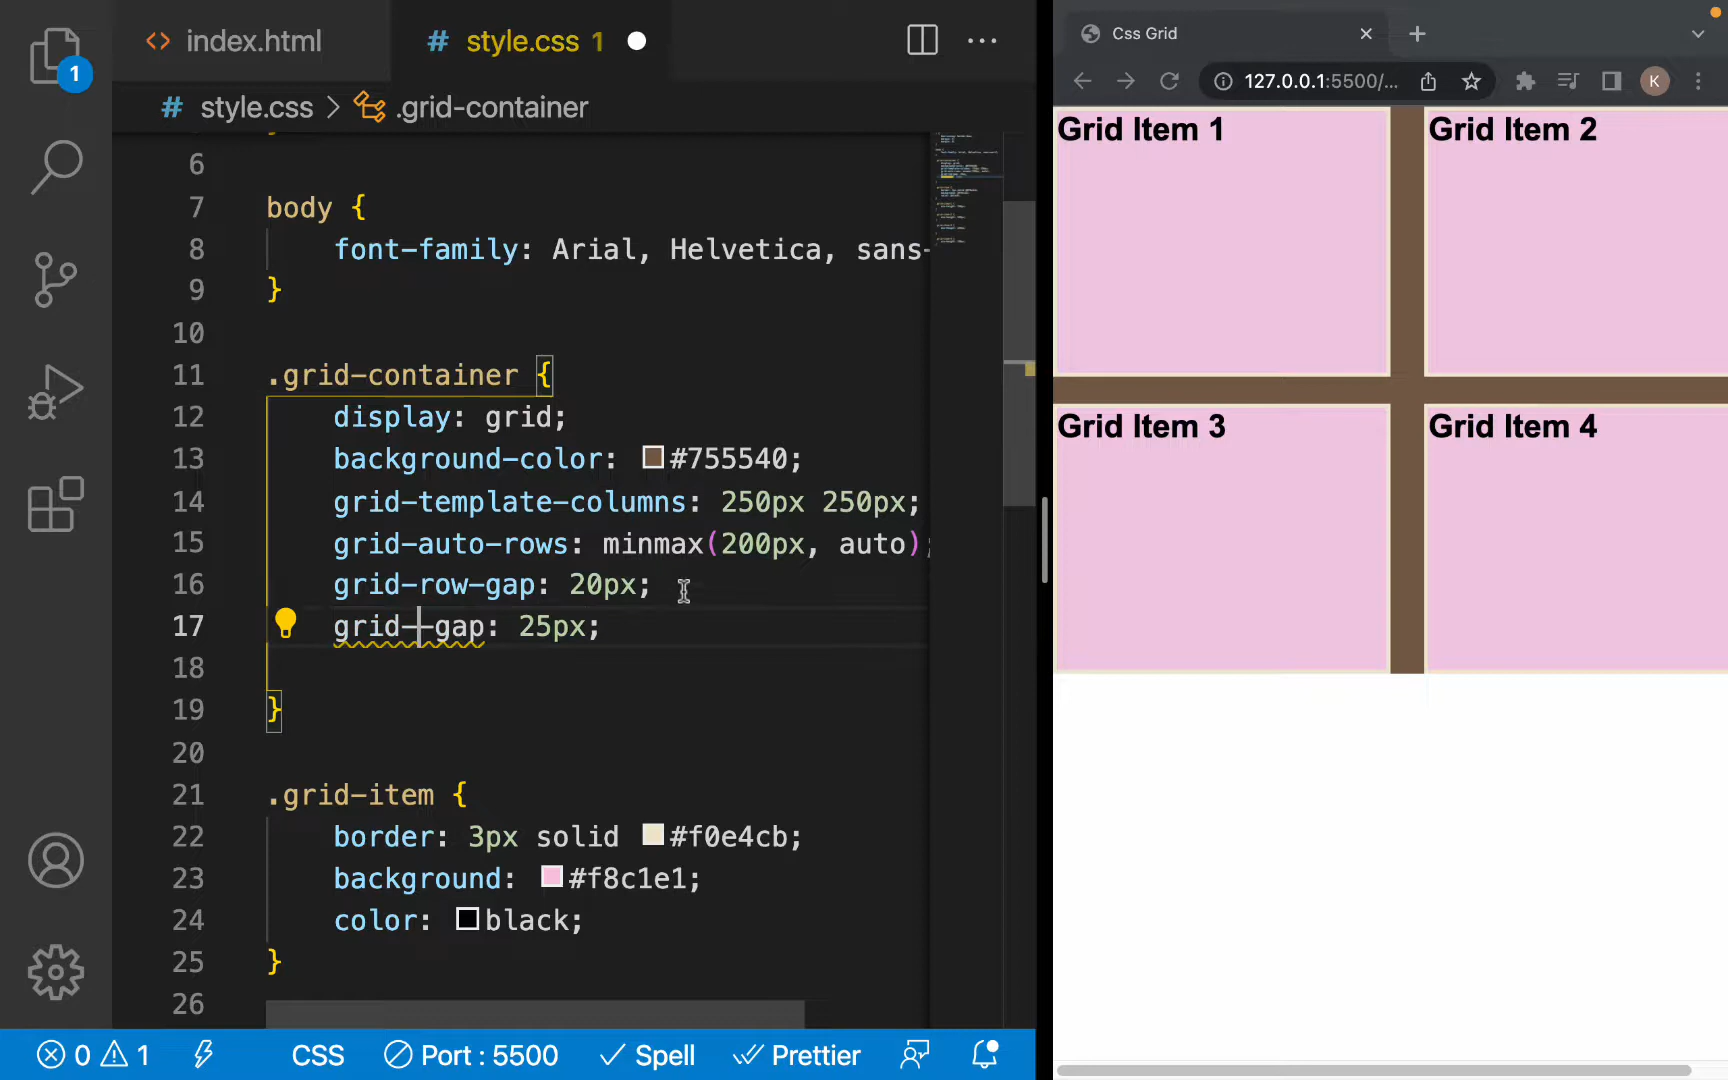 index.html
style.css 1
style.css > .grid-container
1
6
7 body {
8 font-family: Arial, Helvetica, sans-
9 }
10
11 .grid-container {
12 display: grid;
13 background-color: #755540;
14 grid-template-columns: 250px 250px;
15 grid-auto-rows: minmax(200px, auto);
16 grid-row-gap: 20px;
17 grid--gap: 25px;
18
19 }
20
21 .grid-item {
22 border: 3px solid #f0e4cb;
23 background: #f8c1e1;
24 color: black;
25 }
26
0 1 CSS Port : 5500 Spell Prettier
Css Grid
127.0.0.1:5500/...
K
Grid Item 1 Grid Item 2
Grid Item 3 Grid Item 4